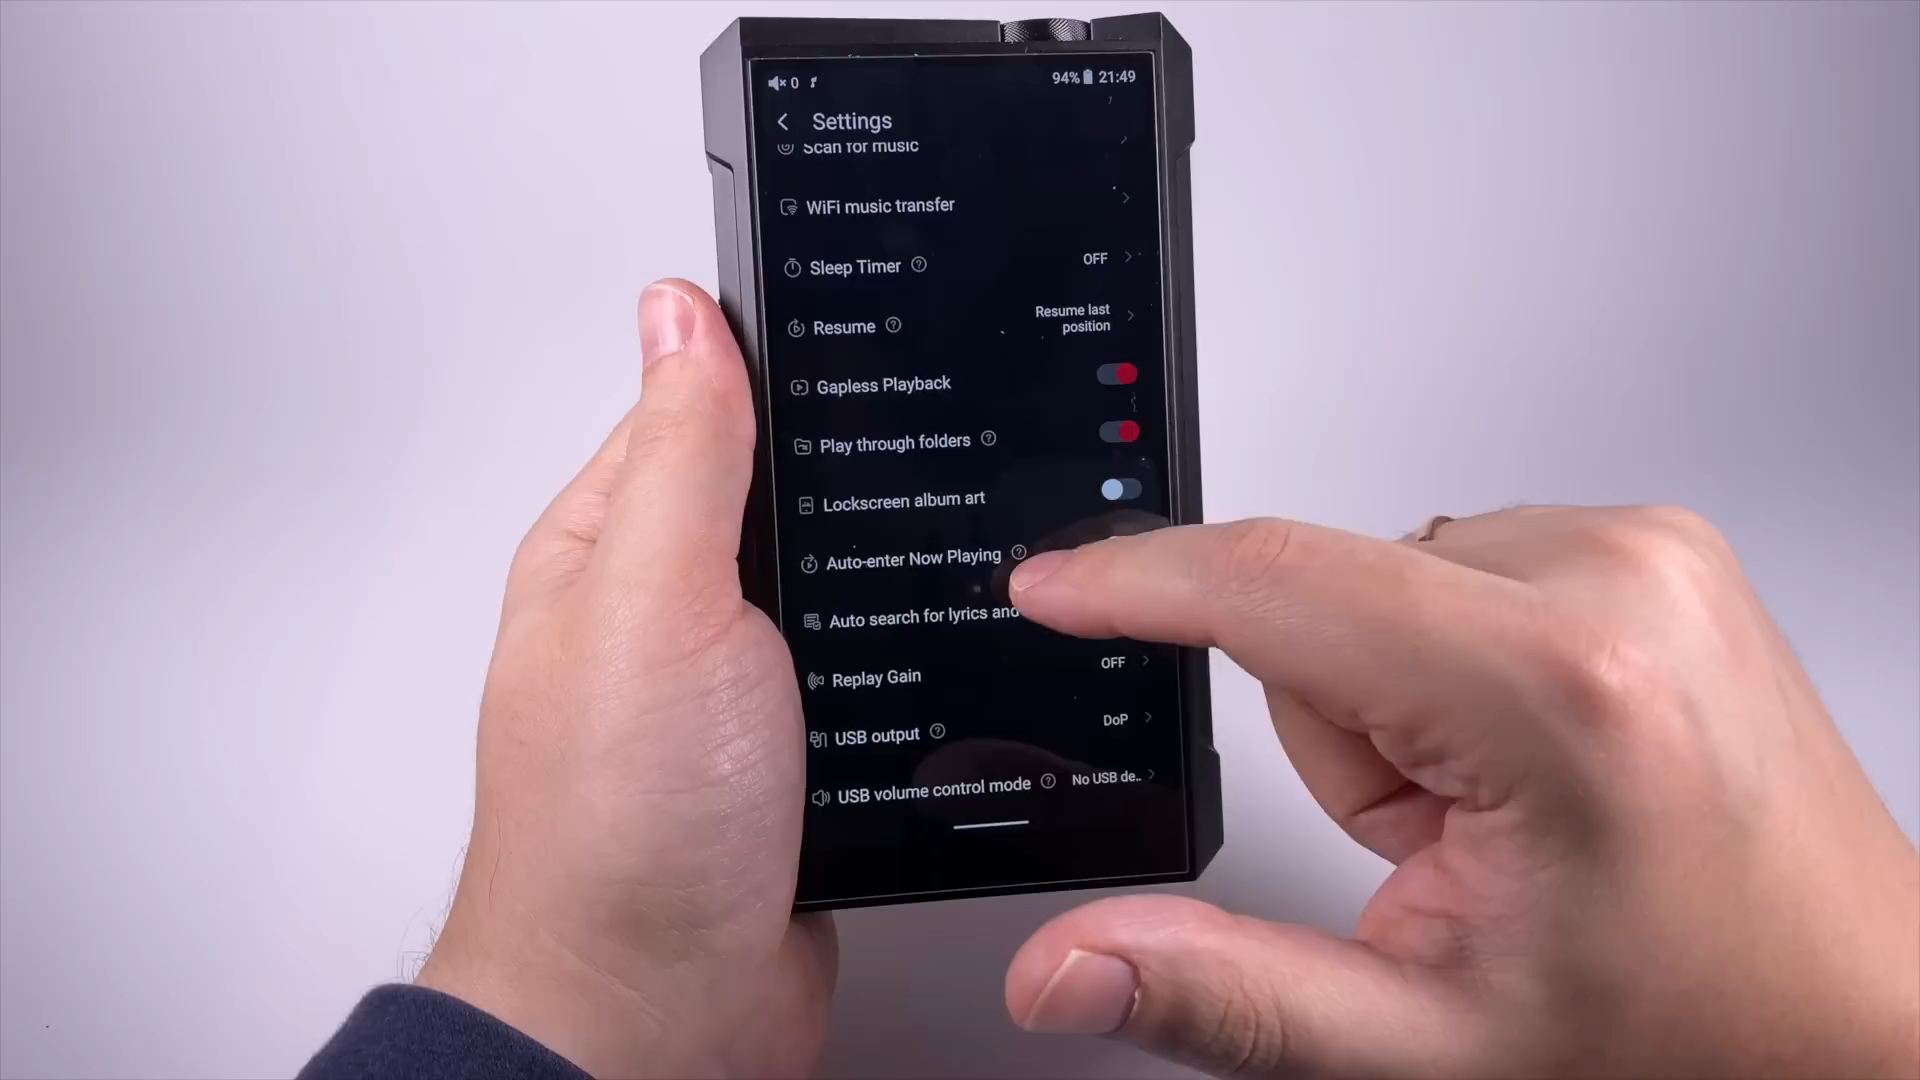 0
94% 21:49
Settings
Scan for music
WiFi music transfer
Sleep Timer OFF
Resume Resume last position
Gapless Playback
Play through folders
Lockscreen album art
Auto-enter Now Playing
Auto search for lyrics and
Replay Gain OFF
USB output DoP
USB volume control mode No USB de..